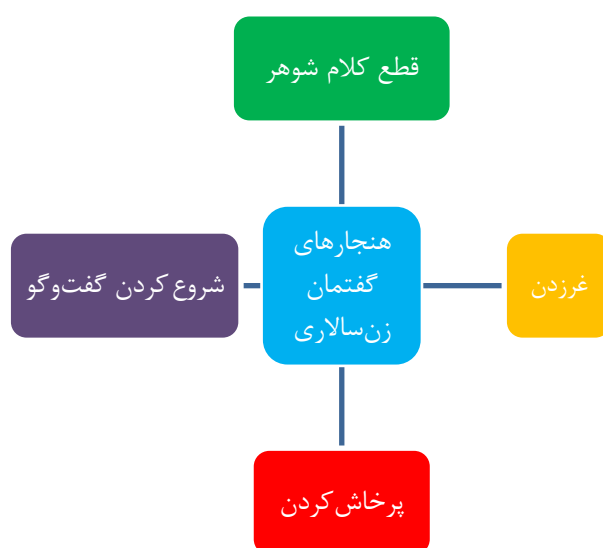 قطع کلام شوهر
هنجارهای
گفتمان
زن‌سالاری
غرزدن
شروع کردن گفت‌وگو
پرخاش کردن